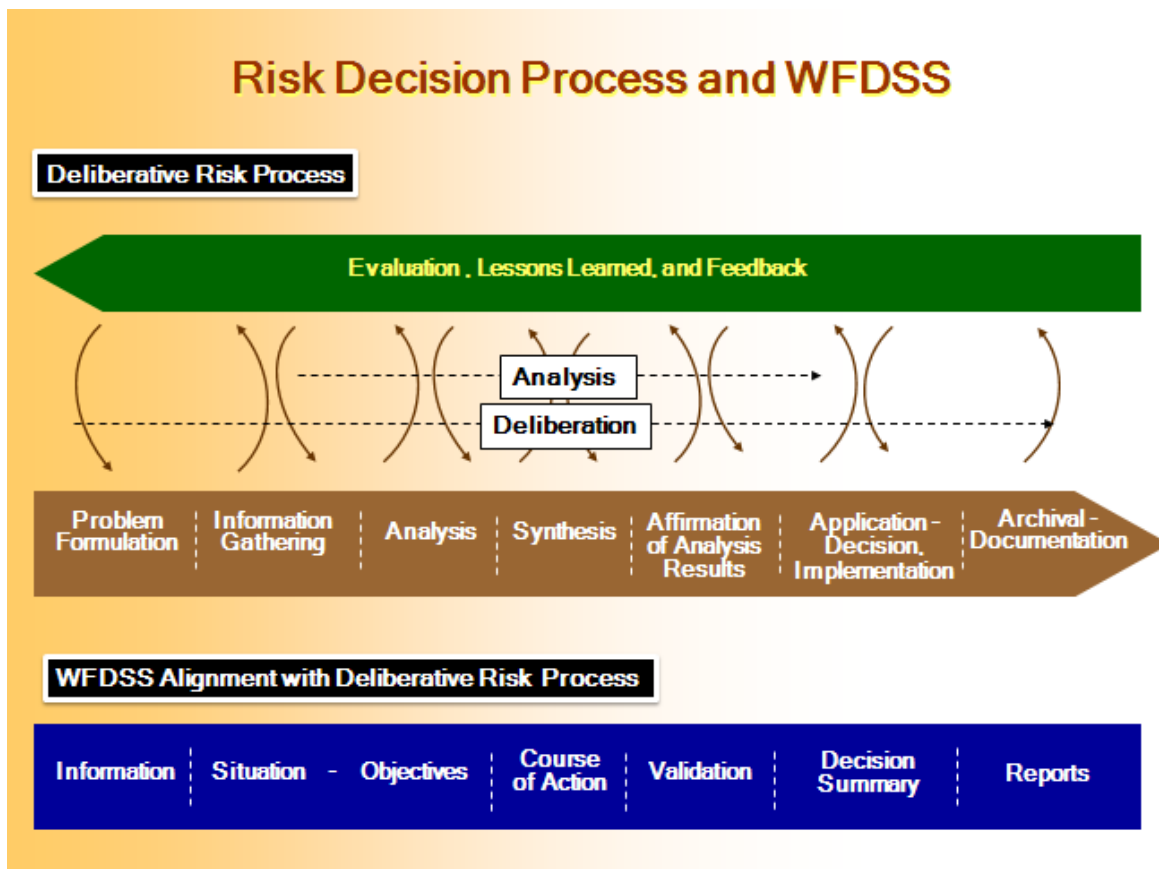 Risk Decision Process and WFDSS
Deliberative Risk Process
Evaluation , Lessons Learned, and Feedback
Analysis
Deliberation
Problem
Formulation
Information
Gathering
Analysis
Synthesis
Affirmation
of Analysis
Results
Application -
Decision,
Implementation
Archival -
Documentation
WFDSS Alignment with Deliberative Risk Process
Information
Situation - Objectives
Course
of Action
Validation
Decision
Summary
Reports